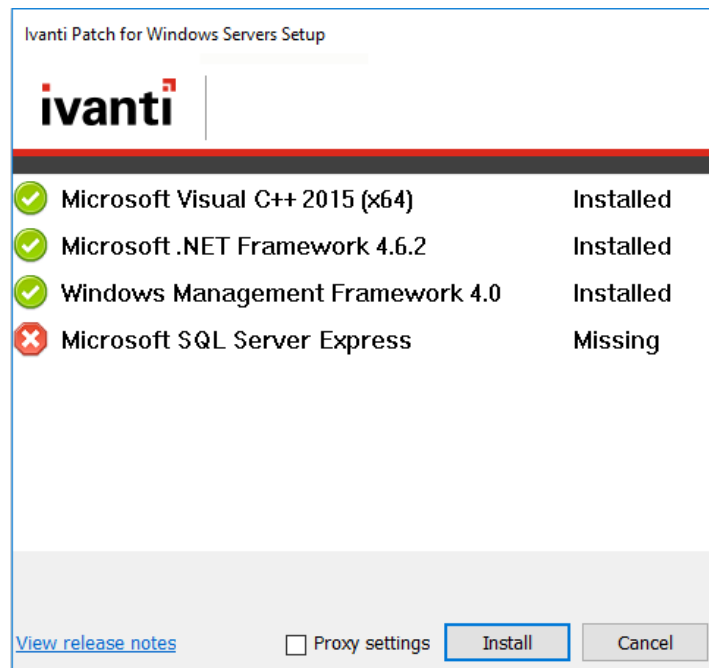 Ivanti Patch for Windows Servers Setup
ivanti
Microsoft Visual C++ 2015 (x64) Installed
Microsoft .NET Framework 4.6.2 Installed
Windows Management Framework 4.0 Installed
Microsoft SQL Server Express Missing
View release notes Proxy settings Install Cancel